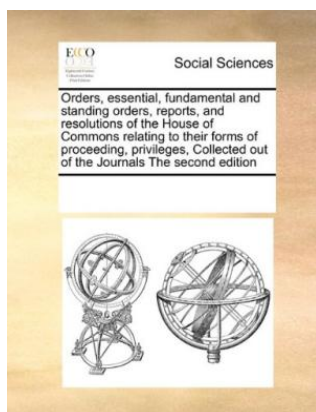 ECCO
Social Sciences
Orders, essential, fundamental and
standing orders, reports, and
resolutions of the House of
Commons relating to their forms of
proceeding, privileges, Collected out
of the Journals The second edition